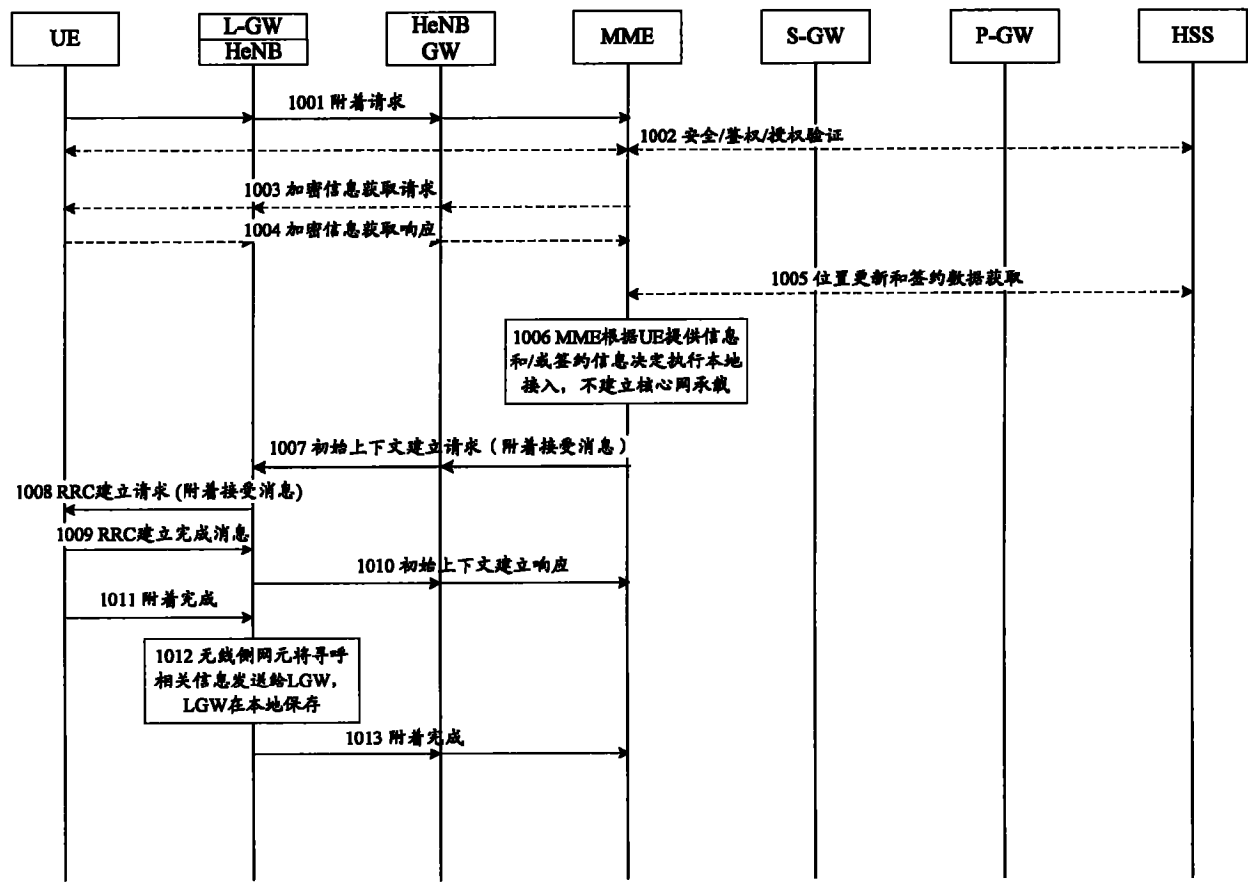 UE
L-GW
HeNB
HeNB
GW
MME
S-GW
P-GW
HSS
1001 附着请求
1002 安全/鉴权/授权验证
1003 加密信息获取请求
1004 加密信息获取响应
1005 位置更新和签约数据获取
1006 MME根据UE提供信息
和/或签约信息决定执行本地
接入，不建立核心网承载
1007 初始上下文建立请求（附着接受消息）
1008 RRC建立请求 (附着接受消息)
1009 RRC建立完成消息
1010 初始上下文建立响应
1011 附着完成
1012 无线侧网元将寻呼
相关信息发送给LGW，
LGW在本地保存
1013 附着完成